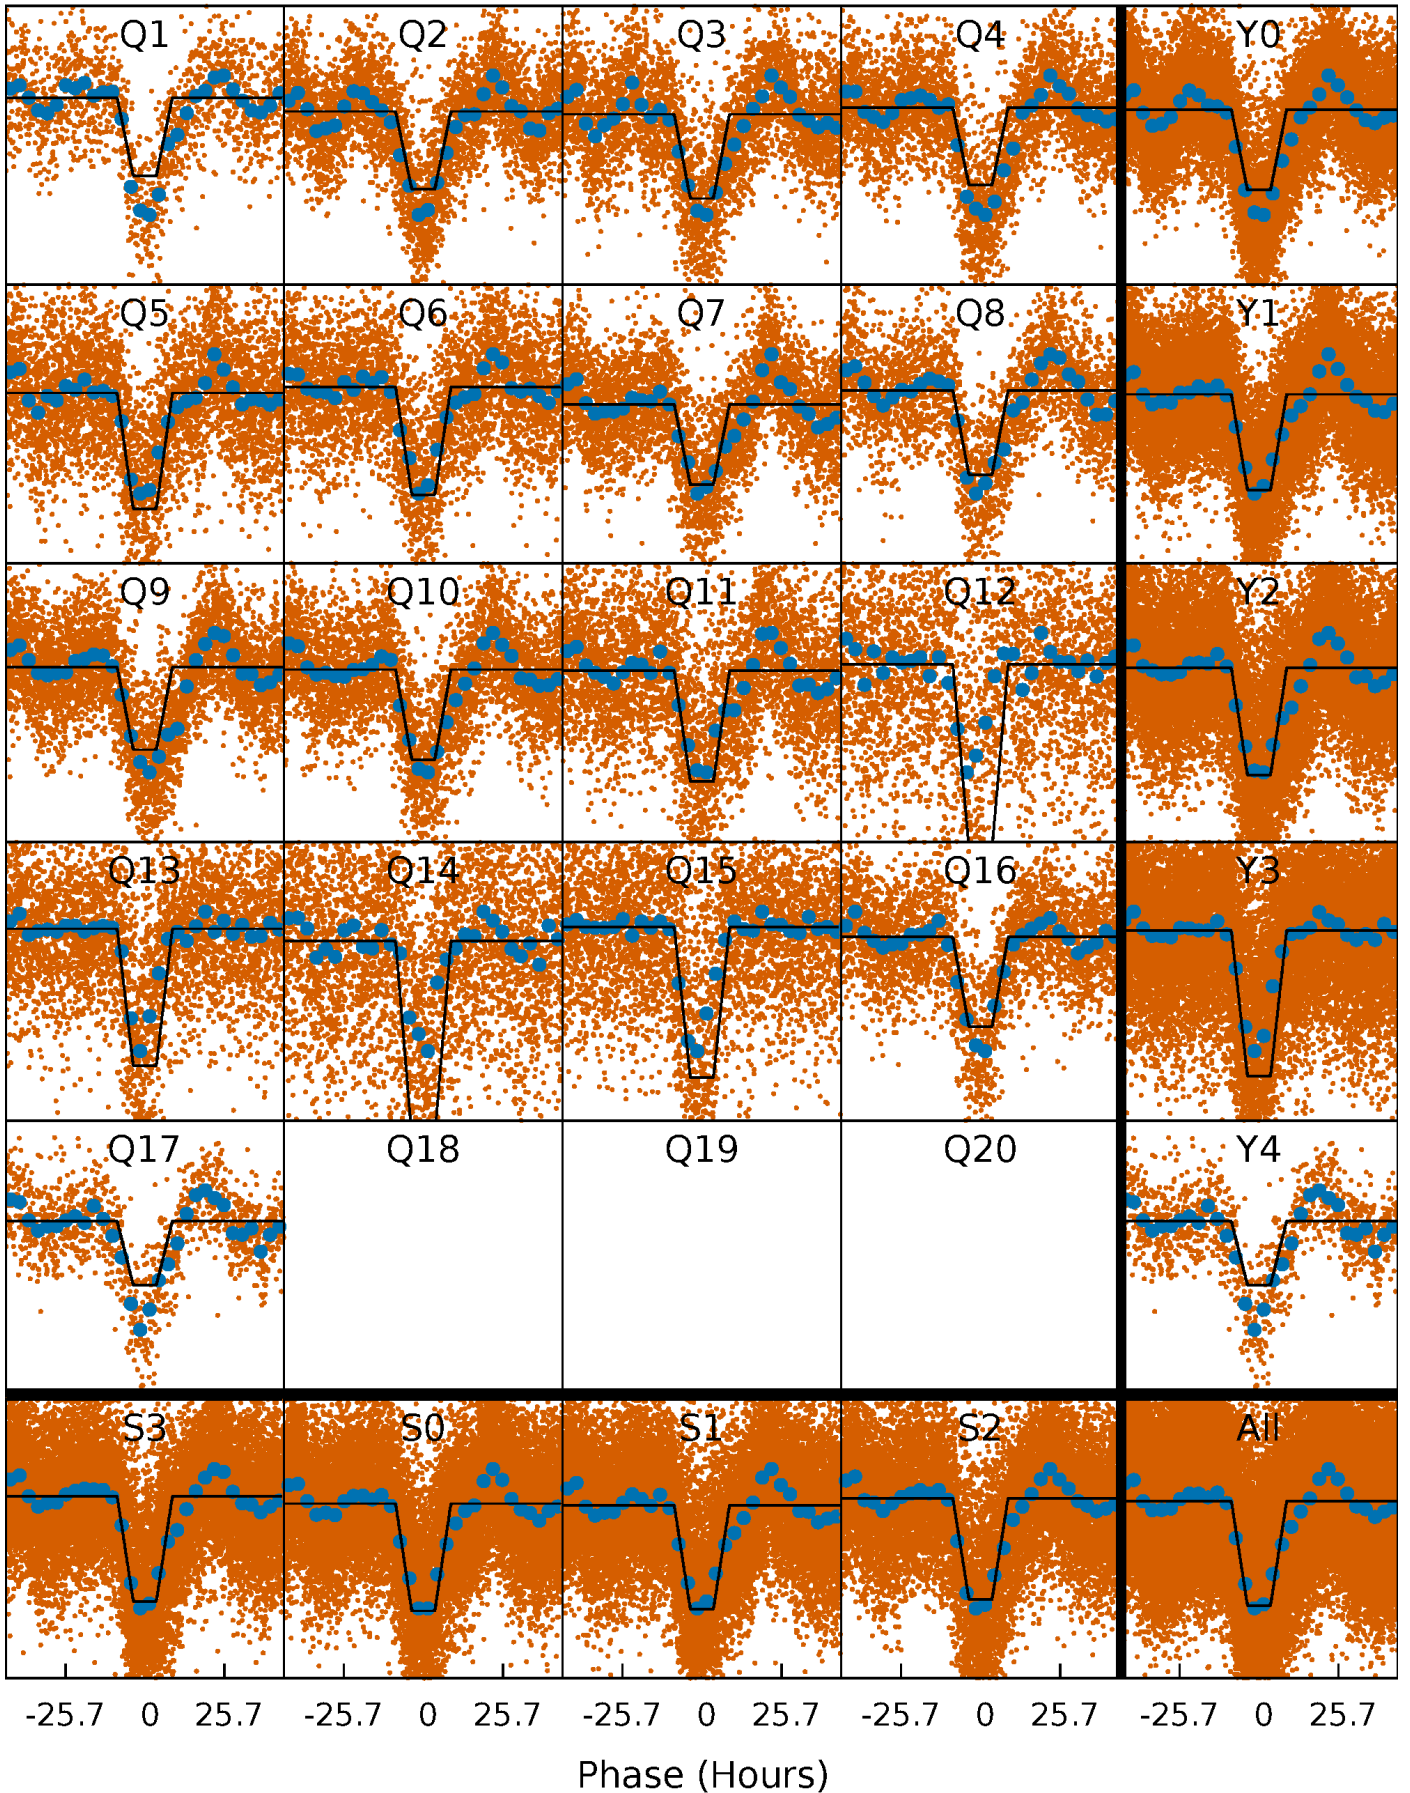 Q1 Q2 Q3 Q4 Y0
Q5 Q6 Q7 Q8 Y1
Q9 Q10 Q11 Q12 Y2
Q13 Q14 Q15 Q16 Y3
Q17 Q18 Q19 Q20 Y4
S3 S0 S1 S2 All
-25.7 0 25.7 -25.7 0 25.7 -25.7 0 25.7 -25.7 0 25.7 -25.7 0 25.7
Phase (Hours)